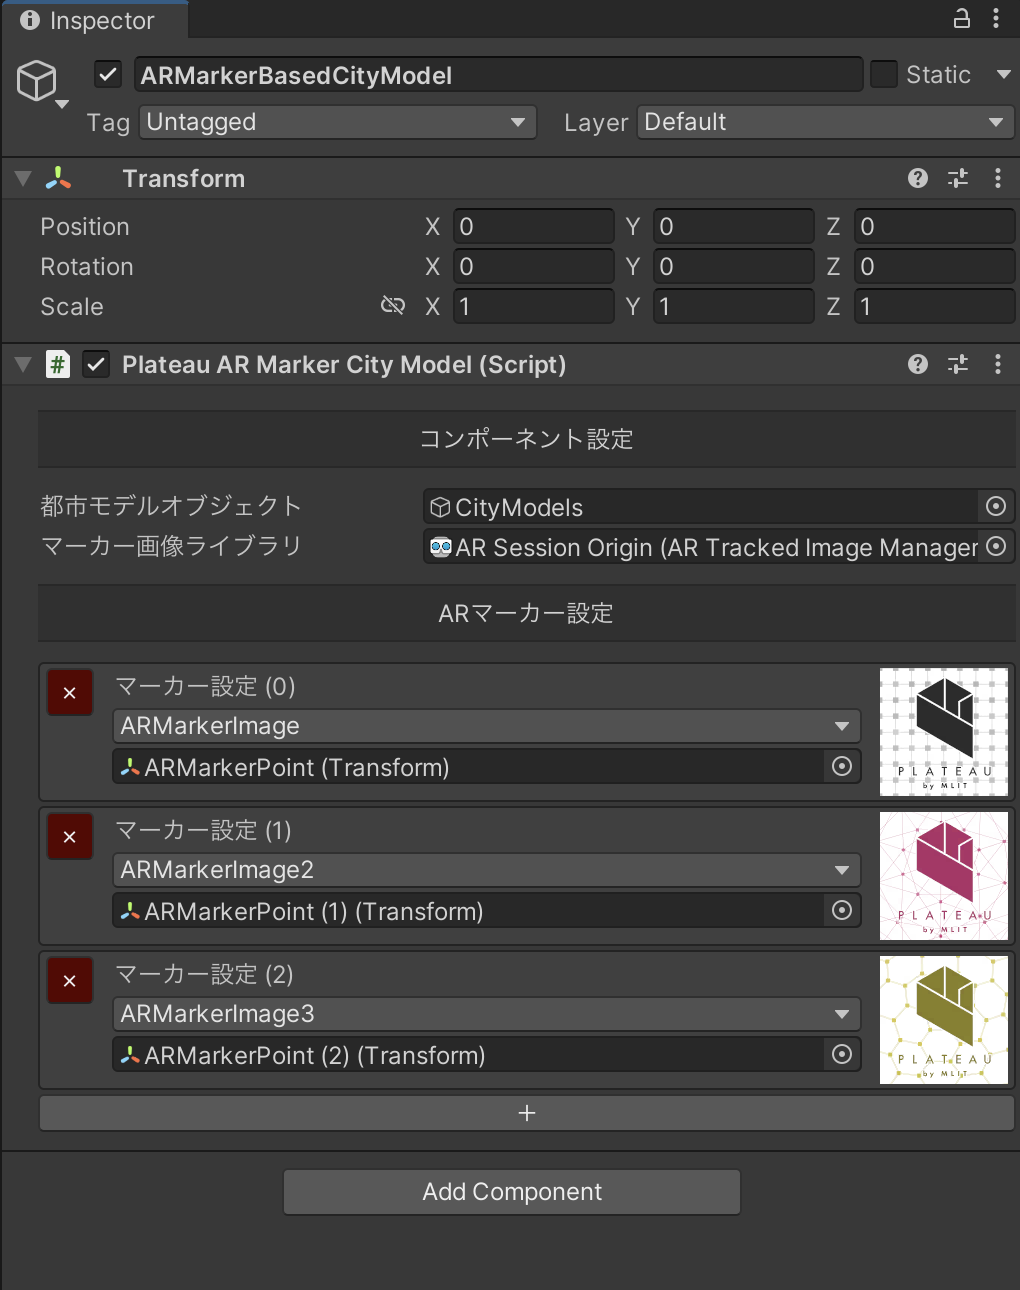 Inspector
ARMarkerBasedCityModel
Static
Tag Untagged
Layer Default
Transform
Position X 0 Y 0 Z 0
Rotation X 0 Y 0 Z 0
Scale X 1 Y 1 Z 1
# Plateau AR Marker City Model (Script)
コンポーネント設定
都市モデルオブジェクト CityModels
マーカー画像ライブラリ AR Session Origin (AR Tracked Image Manager
ARマーカー設定
× マーカー設定 (0)
ARMarkerImage
ARMarkerPoint (Transform)
PLATEAU
by MLIT
× マーカー設定 (1)
ARMarkerImage2
ARMarkerPoint (1) (Transform)
PLATEAU
by MLIT
× マーカー設定 (2)
ARMarkerImage3
ARMarkerPoint (2) (Transform)
PLATEAU
by MLIT
+
Add Component